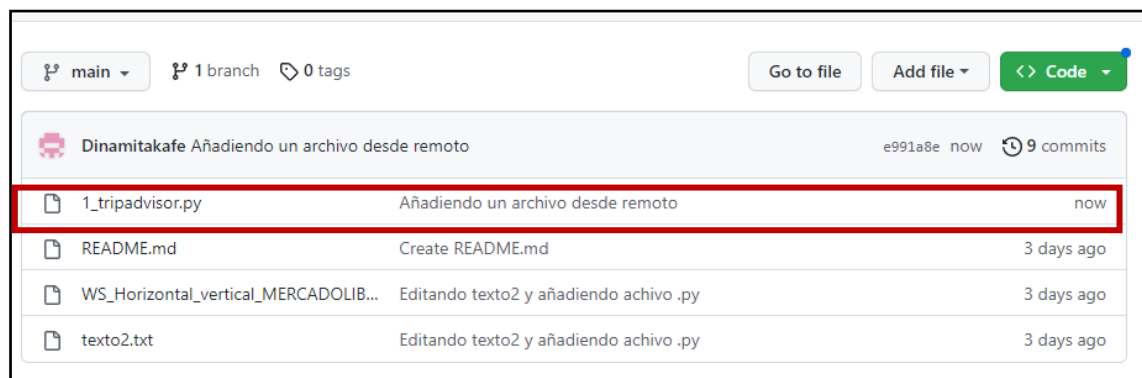 main 1 branch 0 tags Go to file Add file <> Code
Dinamitakafe Añadiendo un archivo desde remoto e991a8e now 9 commits
1_tripadvisor.py Añadiendo un archivo desde remoto now
README.md Create README.md 3 days ago
WS_Horizontal_vertical_MERCADOLIB... Editando texto2 y añadiendo achivo .py 3 days ago
texto2.txt Editando texto2 y añadiendo achivo .py 3 days ago